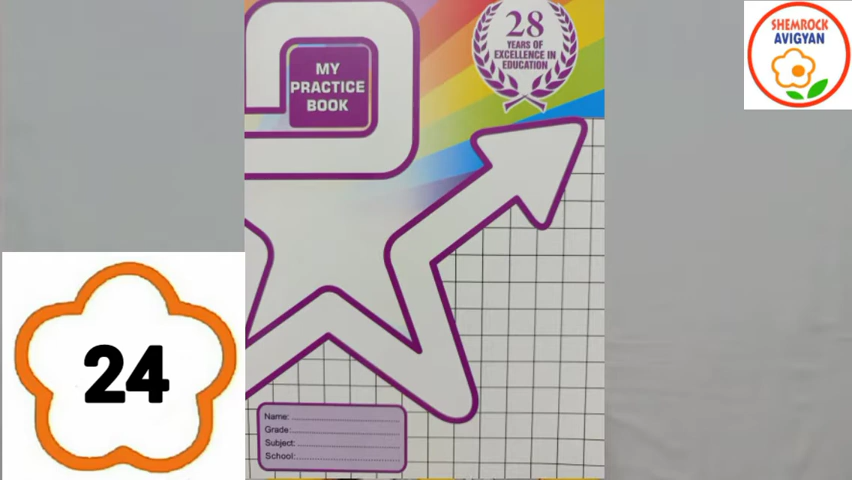 MY
PRACTICE
BOOK
28
YEARS OF
EXCELLENCE IN
EDUCATION
SHEMROCK
AVIGYAN
24
Name:
Grade:
Subject:
School: